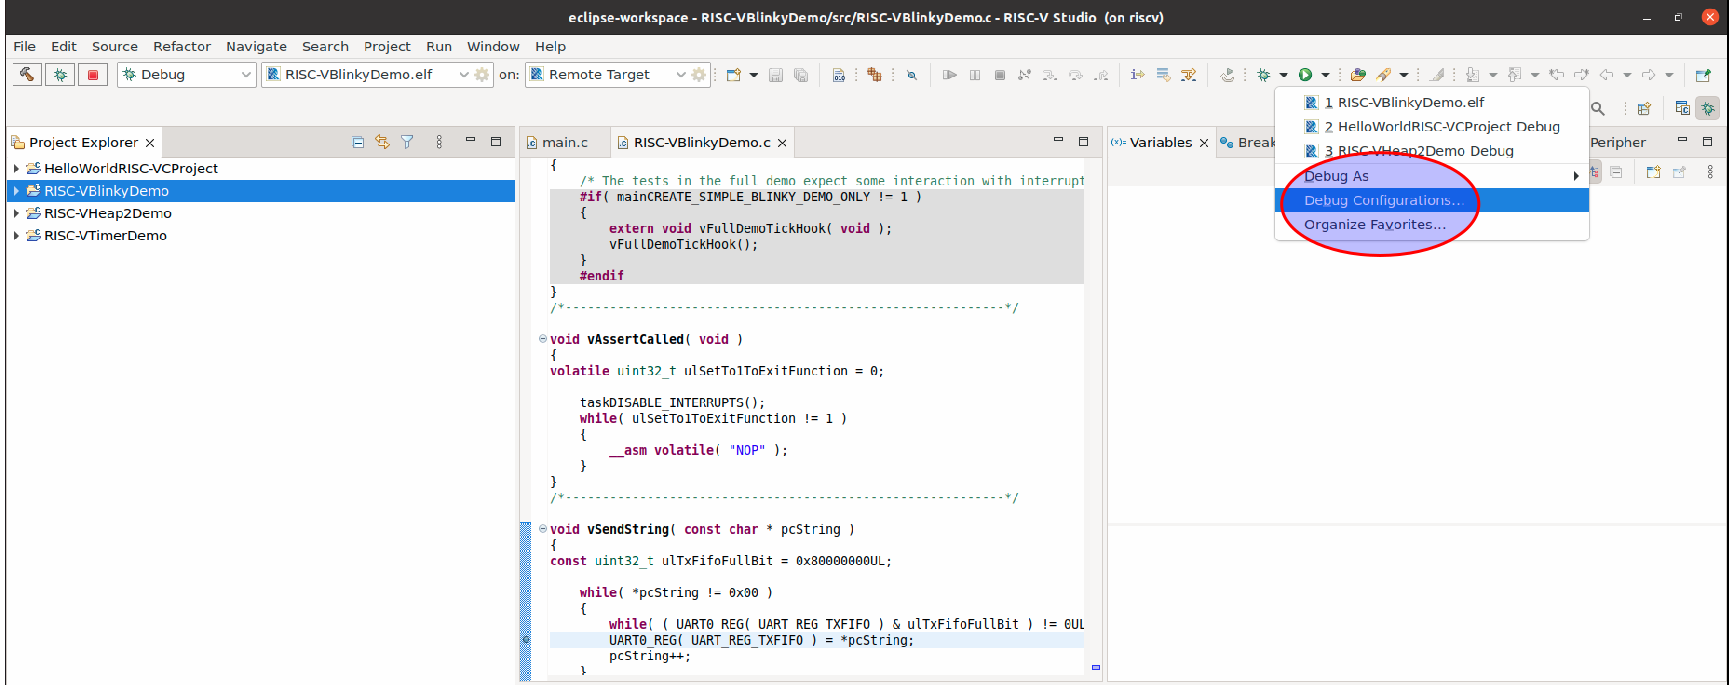 eclipse-workspace - RISC-VBlinkyDemo/src/RISC-VBlinkyDemo.c - RISC-V Studio (on riscv)
File Edit Source Refactor Navigate Search Project Run Window Help
Debug RISC-VBlinkyDemo.elf on: Remote Target
1 RISC-VBlinkyDemo.elf
2 HelloWorldRISC-VCProject Debug
3 RISC-VHeap2Demo Debug
Debug As
Debug Configurations...
Organize Favorites...
Project Explorer
HelloWorldRISC-VCProject
RISC-VBlinkyDemo
RISC-VHeap2Demo
RISC-VTimerDemo
main.c RISC-VBlinkyDemo.c
{
/* The tests in the full demo expect some interaction with interrupt
#if( mainCREATE_SIMPLE_BLINKY_DEMO_ONLY != 1 )
{
extern void vFullDemoTickHook( void );
vFullDemoTickHook();
}
#endif
}
/*-----------------------------------------------------------*/
void vAssertCalled( void )
{
volatile uint32_t ulSetTo1ToExitFunction = 0;
taskDISABLE_INTERRUPTS();
while( ulSetTo1ToExitFunction != 1 )
{
__asm volatile( "NOP" );
}
}
/*-----------------------------------------------------------*/
void vSendString( const char * pcString )
{
const uint32_t ulTxFifoFullBit = 0x80000000UL;
while( *pcString != 0x00 )
{
while( ( UART0_REG( UART_REG_TXFIFO ) & ulTxFifoFullBit ) != 0UL
UART0_REG( UART_REG_TXFIFO ) = *pcString;
pcString++;
}
(x)= Variables Break Peripher